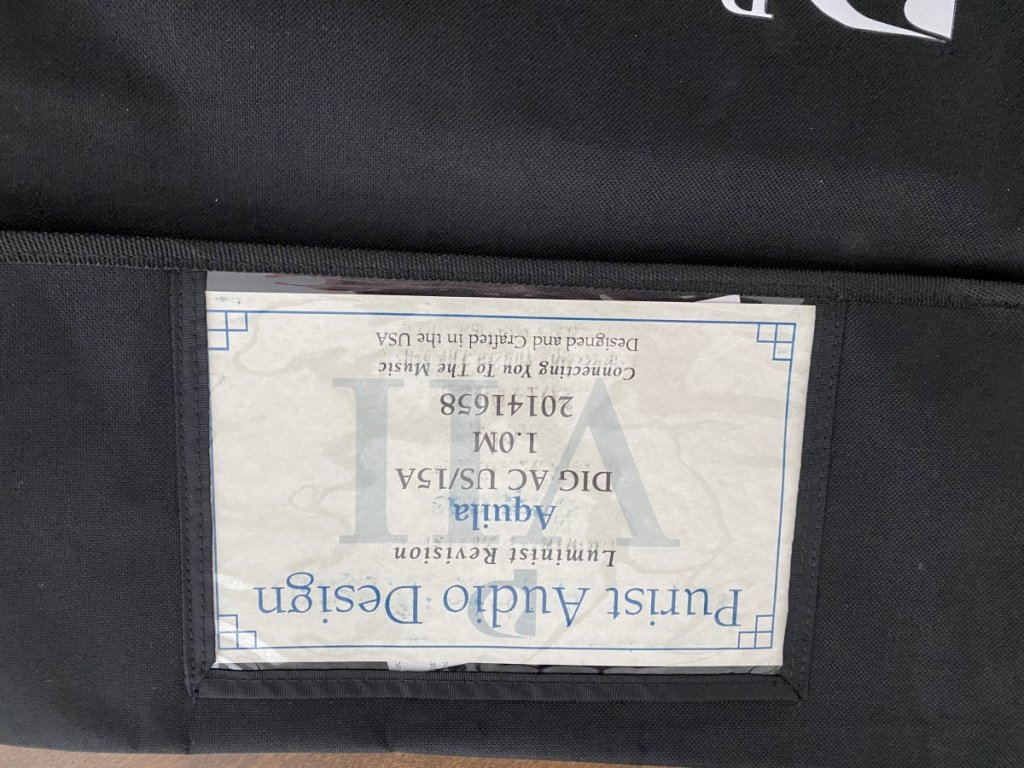 Purist Audio Design
Luminist Revision
Aquila
DIG AC US/15A
1.0M
20141658
Connecting You To The Music
Designed and Crafted in the USA
VII